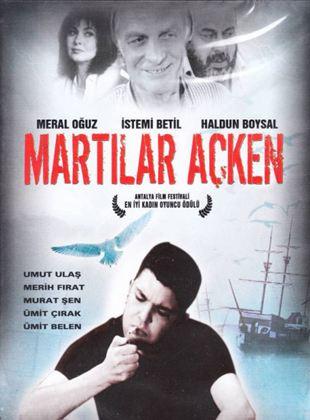 MERAL OĞUZ İSTEMİ BETİL HALDUN BOYSAL
MARTILAR AÇKEN
ANTALYA FİLM FESTİVALİ
EN İYİ KADIN OYUNCU ÖDÜLÜ
UMUT ULAŞ
MERİH FIRAT
MURAT ŞEN
ÜMİT ÇIRAK
ÜMİT BELEN